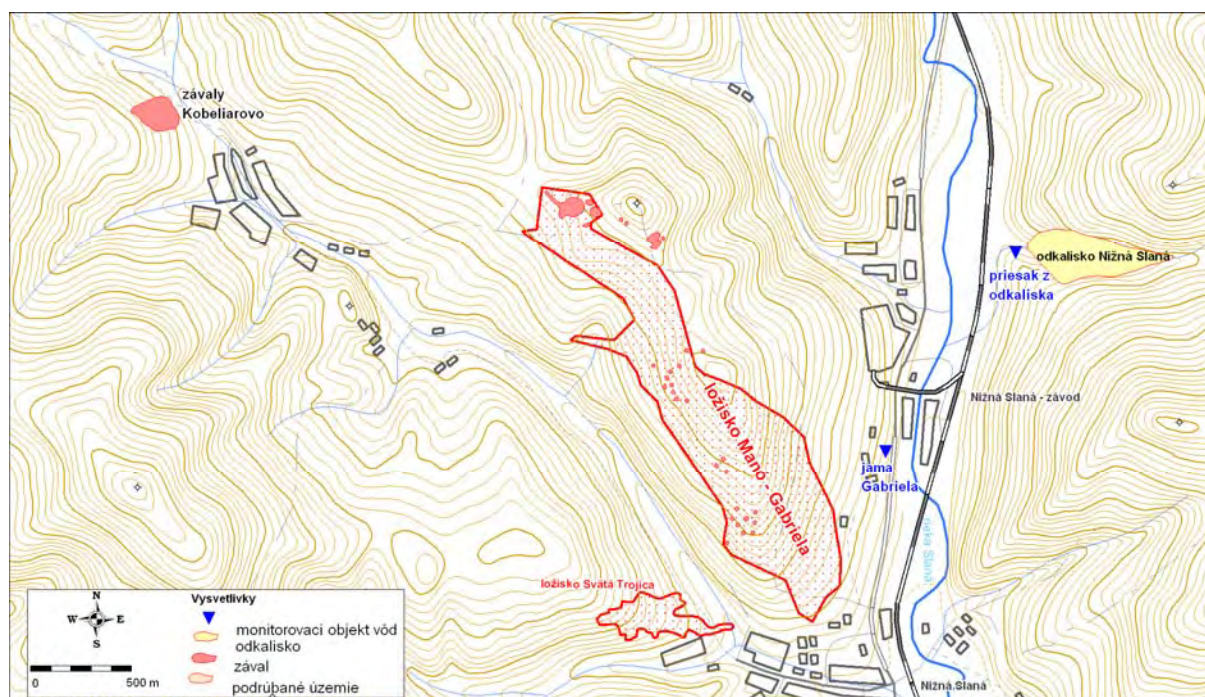 závaly
Kobeliarovo
odkalisko Nižná Slaná
priesak z
odkaliska
ložisko Manó - Gabriela
Nižná Slaná - závod
jama
Gabriela
rieka Slaná
ložisko Svätá Trojica
Nižná Slaná
N
W E
S
0 500 m
Vysvetlivky
monitorovací objekt vôd
odkalisko
zával
podrúbané územie